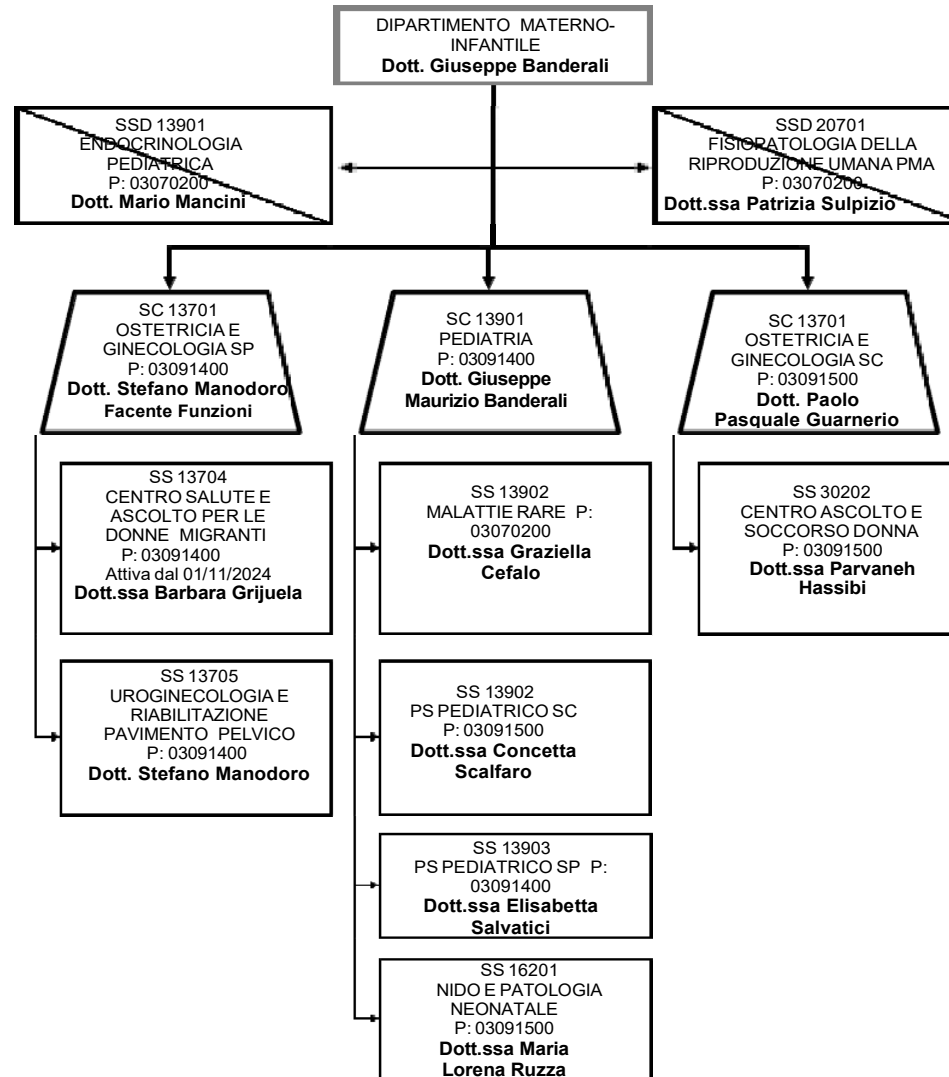 DIPARTIMENTO MATERNO-
INFANTILE
Dott. Giuseppe Banderali
SSD 13901
ENDOCRINOLOGIA
PEDIATRICA
P: 03070200
Dott. Mario Mancini
SSD 20701
FISIOPATOLOGIA DELLA
RIPRODUZIONE UMANA PMA
P: 03070200
Dott.ssa Patrizia Sulpizio
SC 13701
OSTETRICIA E
GINECOLOGIA SP
P: 03091400
Dott. Stefano Manodoro
Facente Funzioni
SC 13901
PEDIATRIA
P: 03091400
Dott. Giuseppe
Maurizio Banderali
SC 13701
OSTETRICIA E
GINECOLOGIA SC
P: 03091500
Dott. Paolo
Pasquale Guarnerio
SS 13704
CENTRO SALUTE E
ASCOLTO PER LE
DONNE MIGRANTI
P: 03091400
Attiva dal 01/11/2024
Dott.ssa Barbara Grijuela
SS 13902
MALATTIE RARE P:
03070200
Dott.ssa Graziella
Cefalo
SS 30202
CENTRO ASCOLTO E
SOCCORSO DONNA
P: 03091500
Dott.ssa Parvaneh
Hassibi
SS 13705
UROGINECOLOGIA E
RIABILITAZIONE
PAVIMENTO PELVICO
P: 03091400
Dott. Stefano Manodoro
SS 13902
PS PEDIATRICO SC
P: 03091500
Dott.ssa Concetta
Scalfaro
SS 13903
PS PEDIATRICO SP P:
03091400
Dott.ssa Elisabetta
Salvatici
SS 16201
NIDO E PATOLOGIA
NEONATALE
P: 03091500
Dott.ssa Maria
Lorena Ruzza